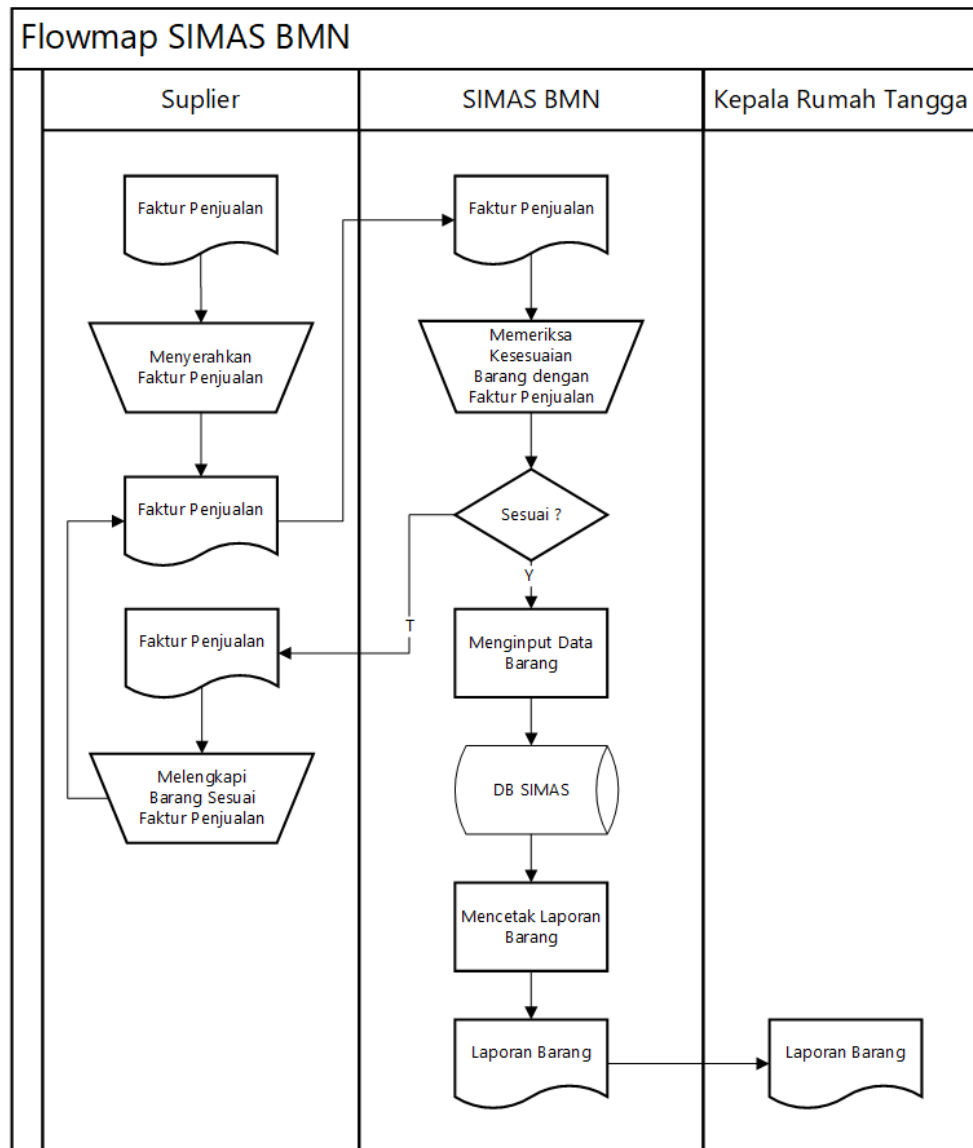 Flowmap SIMAS BMN
Suplier
SIMAS BMN
Kepala Rumah Tangga
Faktur Penjualan
Menyerahkan
Faktur Penjualan
Faktur Penjualan
Faktur Penjualan
Melengkapi
Barang Sesuai
Faktur Penjualan
Faktur Penjualan
Memeriksa
Kesesuaian
Barang dengan
Faktur Penjualan
Sesuai ?
T
Y
Menginput Data
Barang
DB SIMAS
Mencetak Laporan
Barang
Laporan Barang
Laporan Barang